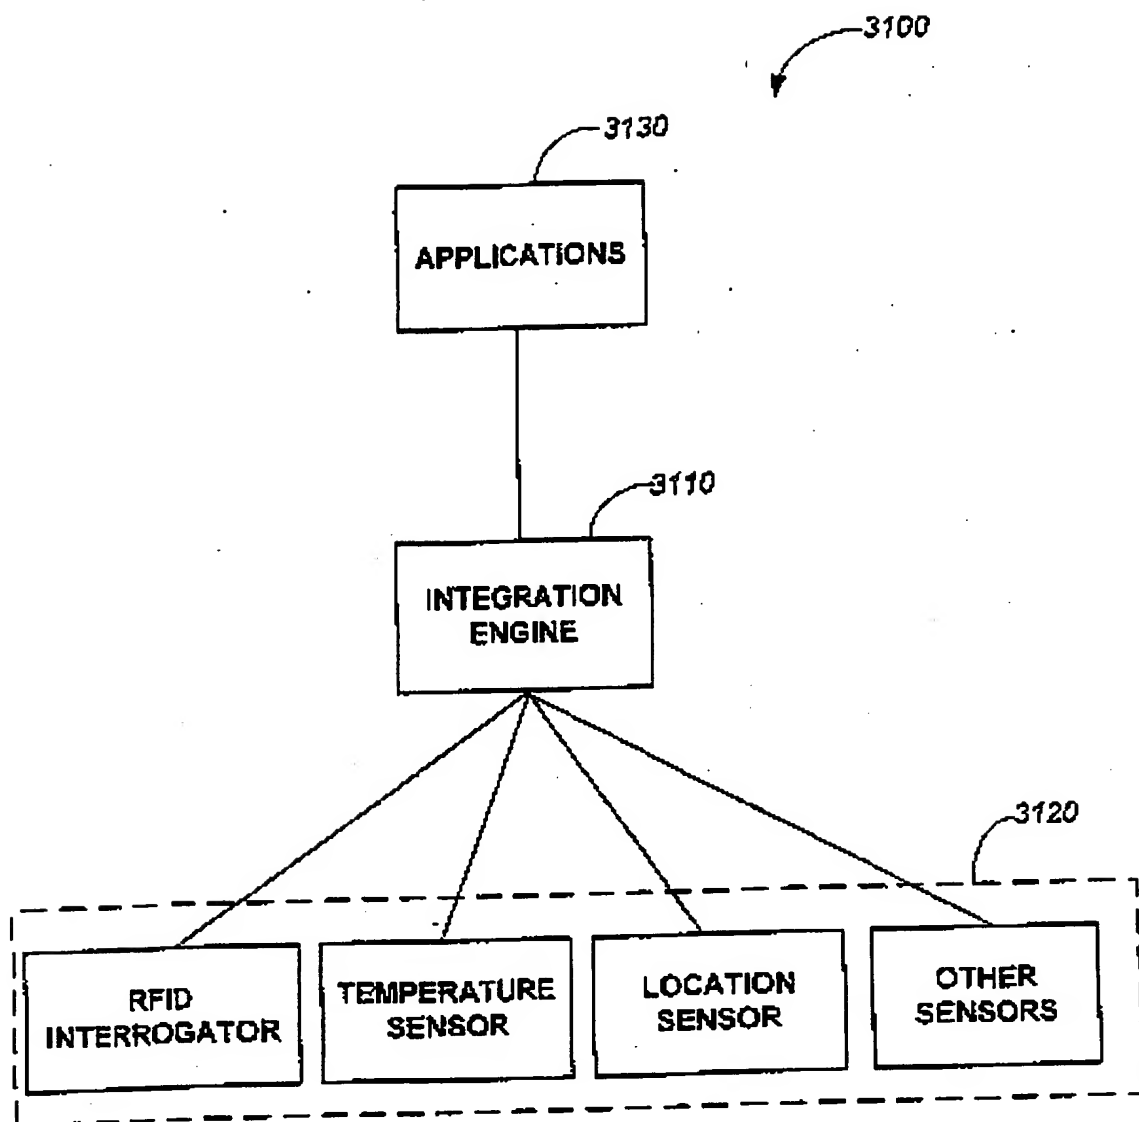 3100
3130
APPLICATIONS
3110
INTEGRATION
ENGINE
3120
RFID
INTERROGATOR
TEMPERATURE
SENSOR
LOCATION
SENSOR
OTHER
SENSORS